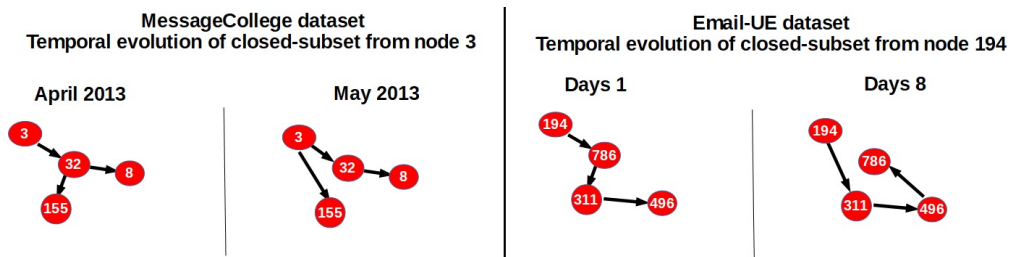 MessageCollege dataset
Temporal evolution of closed-subset from node 3
April 2013
May 2013
3
32
8
155
3
32
8
155
Email-UE dataset
Temporal evolution of closed-subset from node 194
Days 1
Days 8
194
786
311
496
194
786
311
496